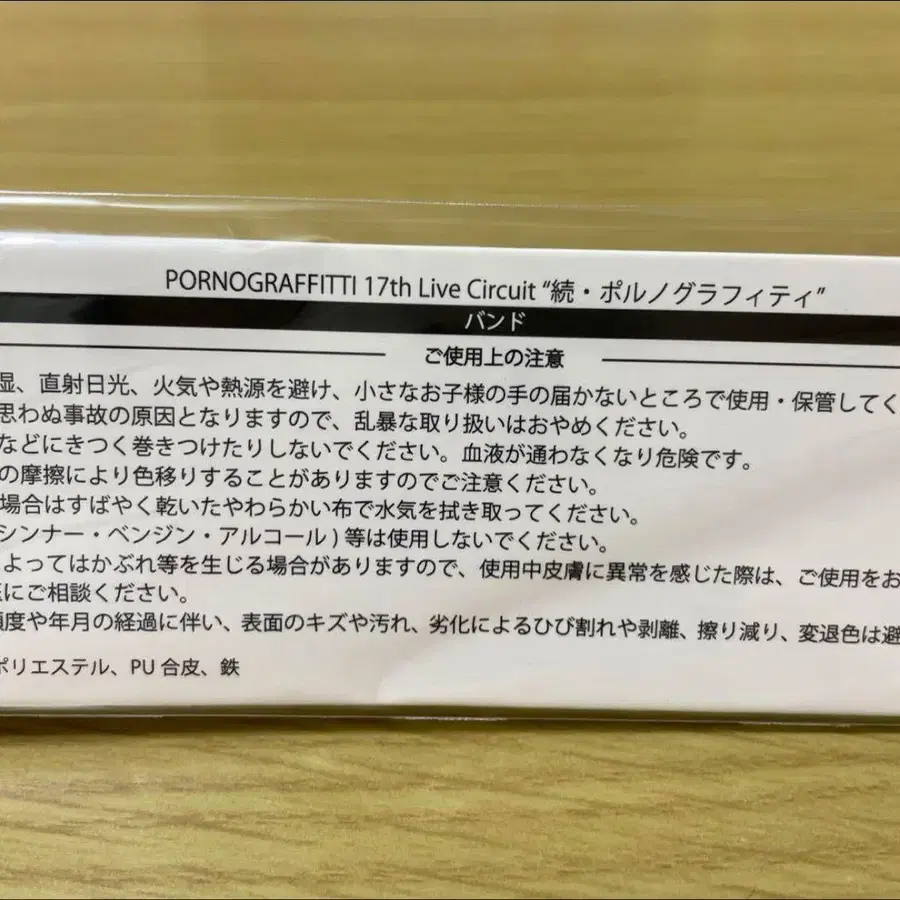 PORNOGRAFFITTI 17th Live Circuit “続・ポルノグラフィティ”
バンド
ご使用上の注意
湿、直射日光、火気や熱源を避け、小さなお子様の手の届かないところで使用・保管してく
思わぬ事故の原因となりますので、乱暴な取り扱いはおやめください。
などにきつく巻きつけたりしないでください。血液が通わなくなり危険です。
の摩擦により色移りすることがありますのでご注意ください。
場合はすばやく乾いたやわらかい布で水気を拭き取ってください。
(シンナー・ベンジン・アルコール)等は使用しないでください。
よってはかぶれ等を生じる場合がありますので、使用中皮膚に異常を感じた際は、ご使用をお
にご相談ください。
頻度や年月の経過に伴い、表面のキズや汚れ、劣化によるひび割れや剥離、擦り減り、変退色は避
ポリエステル、PU合皮、鉄